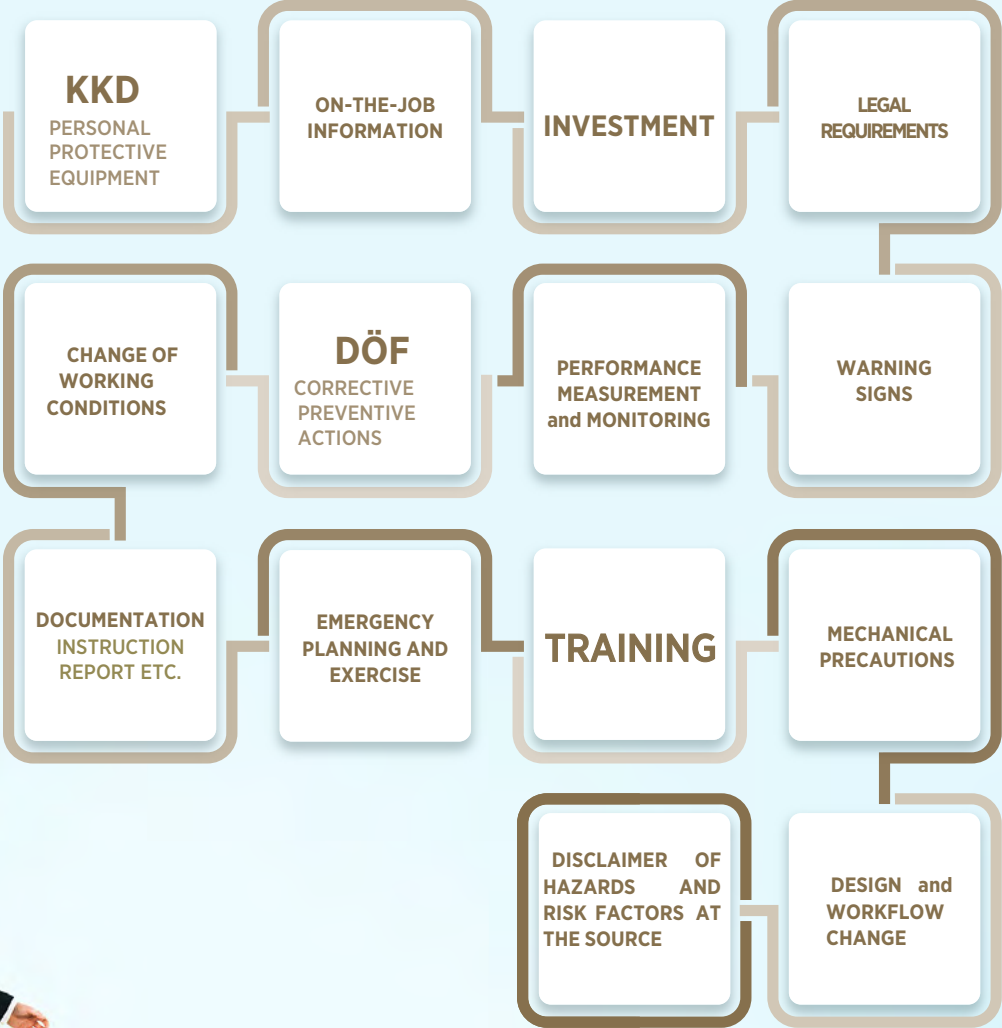 KKD
PERSONAL
PROTECTIVE
EQUIPMENT
ON-THE-JOB
INFORMATION
INVESTMENT
LEGAL
REQUIREMENTS
CHANGE OF
WORKING
CONDITIONS
DÖF
CORRECTIVE
PREVENTIVE
ACTIONS
PERFORMANCE
MEASUREMENT
and MONITORING
WARNING
SIGNS
DOCUMENTATION
INSTRUCTION
REPORT ETC.
EMERGENCY
PLANNING AND
EXERCISE
TRAINING
MECHANICAL
PRECAUTIONS
DISCLAIMER OF
HAZARDS AND
RISK FACTORS AT
THE SOURCE
DESIGN and
WORKFLOW
CHANGE